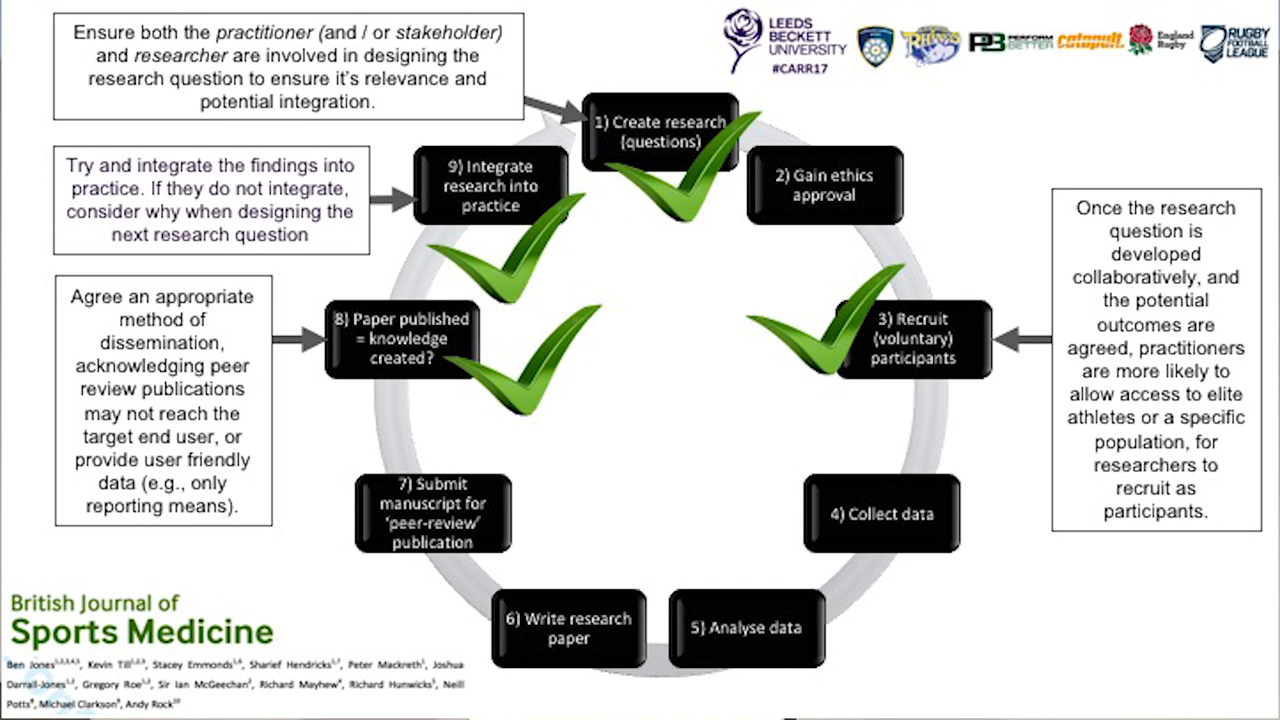 Ensure both the practitioner (and / or stakeholder)
and researcher are involved in designing the
research question to ensure it's relevance and
potential integration.
LEEDS
BECKETT
UNIVERSITY
#CARR17
RHINOS
PB PERFORM
BETTER
catapult
England
Rugby
RUGBY
FOOTBALL
LEAGUE
1) Create research
(questions)
2) Gain ethics
approval
3) Recruit
(voluntary)
participants
Once the research
question is
developed
collaboratively, and
the potential
outcomes are
agreed, practitioners
are more likely to
allow access to elite
athletes or a specific
population, for
researchers to
recruit as
participants.
4) Collect data
5) Analyse data
6) Write research
paper
7) Submit
manuscript for
'peer-review'
publication
8) Paper published
= knowledge
created?
Agree an appropriate
method of
dissemination,
acknowledging peer
review publications
may not reach the
target end user, or
provide user friendly
data (e.g., only
reporting means).
9) Integrate
research into
practice
Try and integrate the findings into
practice. If they do not integrate,
consider why when designing the
next research question
British Journal of
Sports Medicine
Ben Jones, Kevin Till, Stacey Emmonds, Sharief Hendricks, Peter Mackreth, Joshua
Darrall-Jones, Gregory Roe, Sir Ian McGeechan, Richard Mayhew, Richard Hunwicks, Neill
Potts, Michael Clarkson, Andy Rock